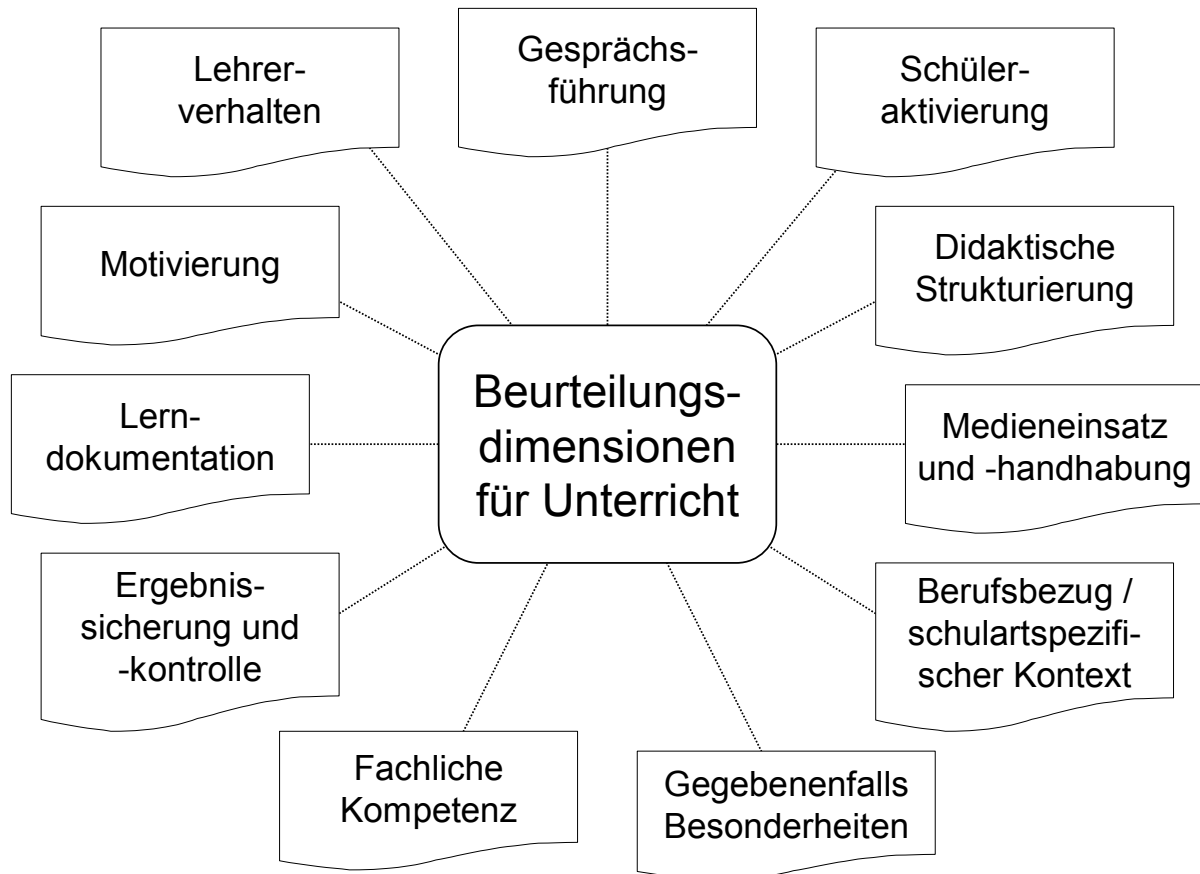 Lehrer-
verhalten
Gesprächs-
führung
Schüler-
aktivierung
Motivierung
Didaktische
Strukturierung
Beurteilungs-
dimensionen
für Unterricht
Lern-
dokumentation
Medieneinsatz
und -handhabung
Ergebnis-
sicherung und
-kontrolle
Berufsbezug /
schulartspezifi-
scher Kontext
Fachliche
Kompetenz
Gegebenenfalls
Besonderheiten